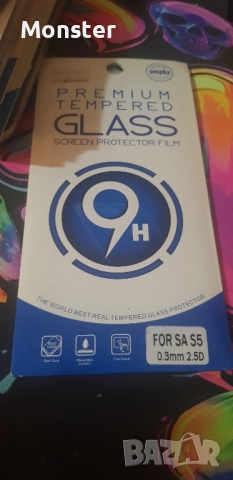 Monster
PREMIUM
TEMPERED
GLASS
SCREEN PROTECTOR FILM
9H
THE WORLD BEST REAL TEMPERED GLASS PROTECTOR
FOR SA S5
0.3mm 2.5D
BAZAR